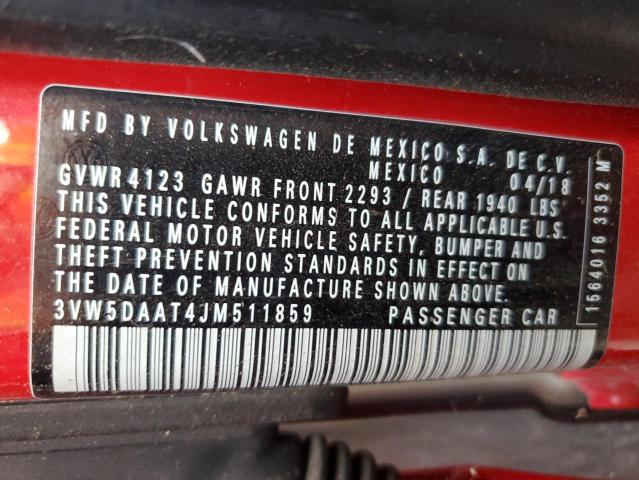 MFD BY VOLKSWAGEN DE MEXICO S.A. DE C.V.
MEXICO 04/18
GVWR 4123 GAWR FRONT 2293 / REAR 1940 LBS
THIS VEHICLE CONFORMS TO ALL APPLICABLE U.S.
FEDERAL MOTOR VEHICLE SAFETY, BUMPER AND
THEFT PREVENTION STANDARDS IN EFFECT ON
THE DATE OF MANUFACTURE SHOWN ABOVE.
3VW5DAAT4JM511859 PASSENGER CAR
1564016 3352 M